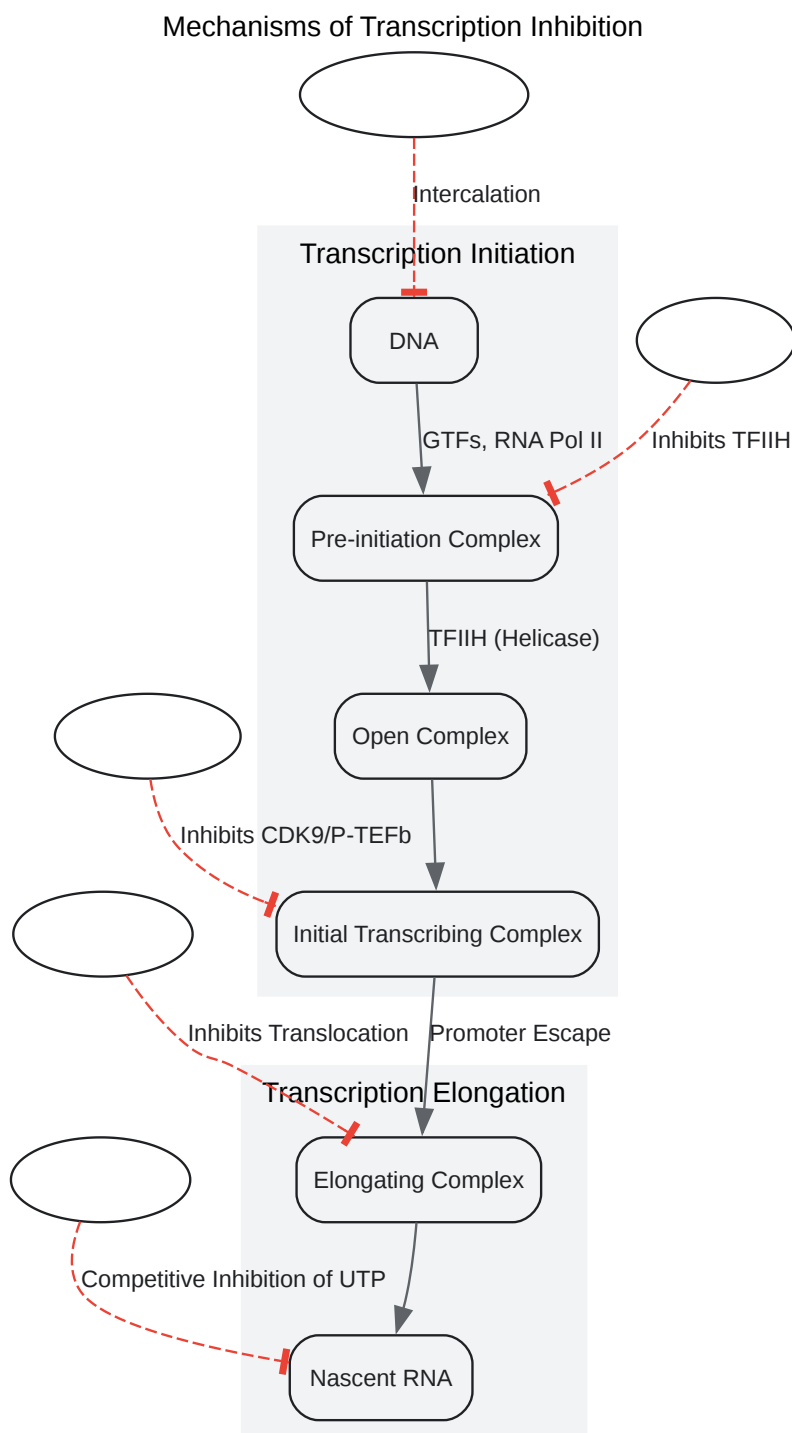 Mechanisms of Transcription Inhibition
Intercalation
Transcription Initiation
DNA
GTFs, RNA Pol II
Inhibits TFIIH
Pre-initiation Complex
TFIIH (Helicase)
Open Complex
Inhibits CDK9/P-TEFb
Initial Transcribing Complex
Inhibits Translocation
Promoter Escape
Transcription Elongation
Elongating Complex
Competitive Inhibition of UTP
Nascent RNA